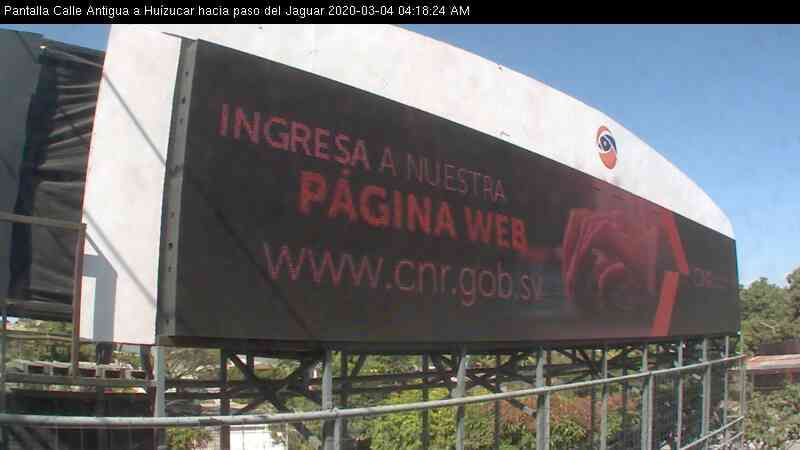 Pantalla Calle Antigua a Huízucar hacia paso del Jaguar 2020-03-04 04:18:24 AM
INGRESA A NUESTRA
PÁGINA WEB
www.cnr.gob.sv